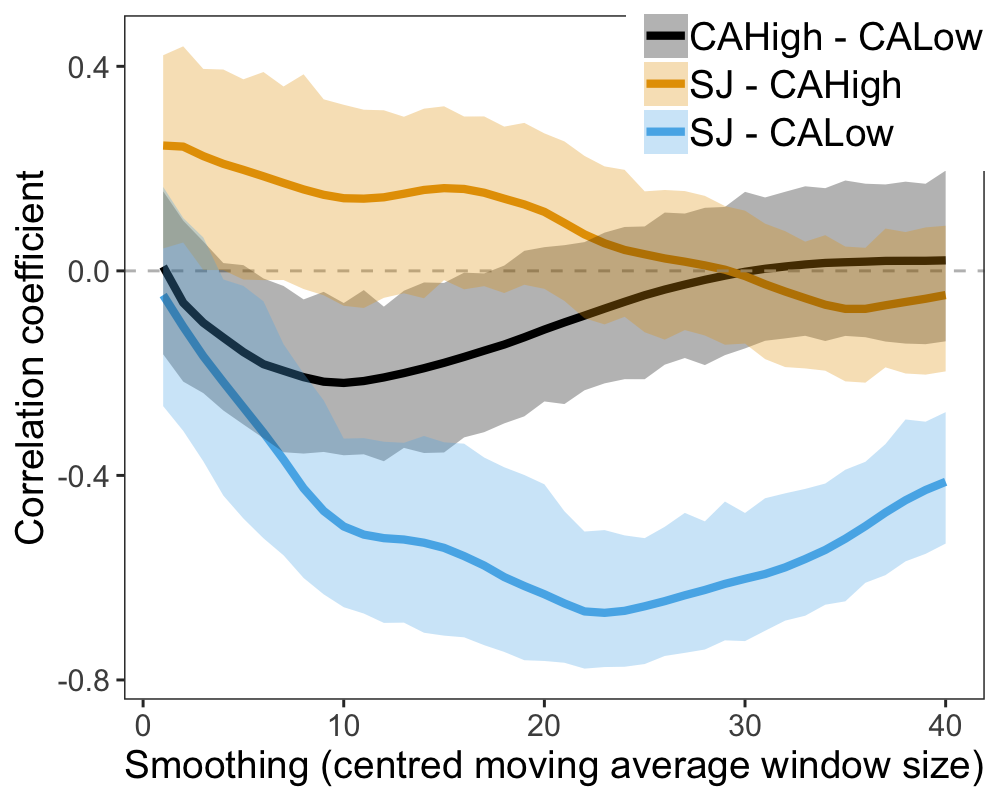 CAHigh - CALow
SJ - CAHigh
SJ - CALow
Correlation coefficient
0.4
0.0
-0.4
-0.8
0 10 20 30 40
Smoothing (centred moving average window size)